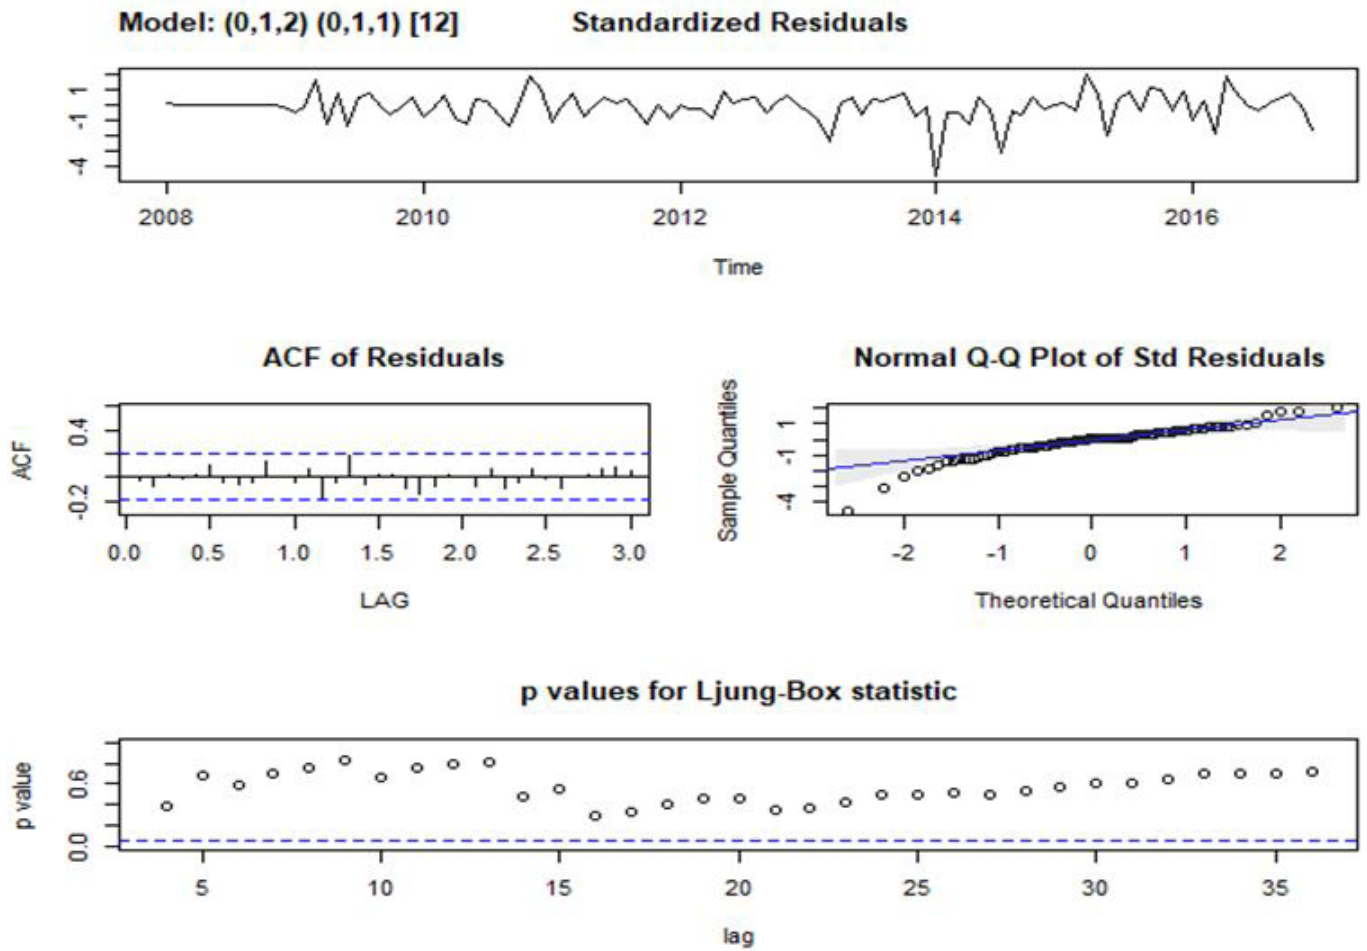 Model: (0,1,2) (0,1,1) [12] Standardized Residuals
1
-1
-4
2008 2010 2012 2014 2016
Time
ACF of Residuals
ACF
0.4
-0.2
0.0 0.5 1.0 1.5 2.0 2.5 3.0
LAG
Normal Q-Q Plot of Std Residuals
Sample Quantiles
1
-1
-4
-2 -1 0 1 2
Theoretical Quantiles
p values for Ljung-Box statistic
p value
0.6
0.0
5 10 15 20 25 30 35
lag